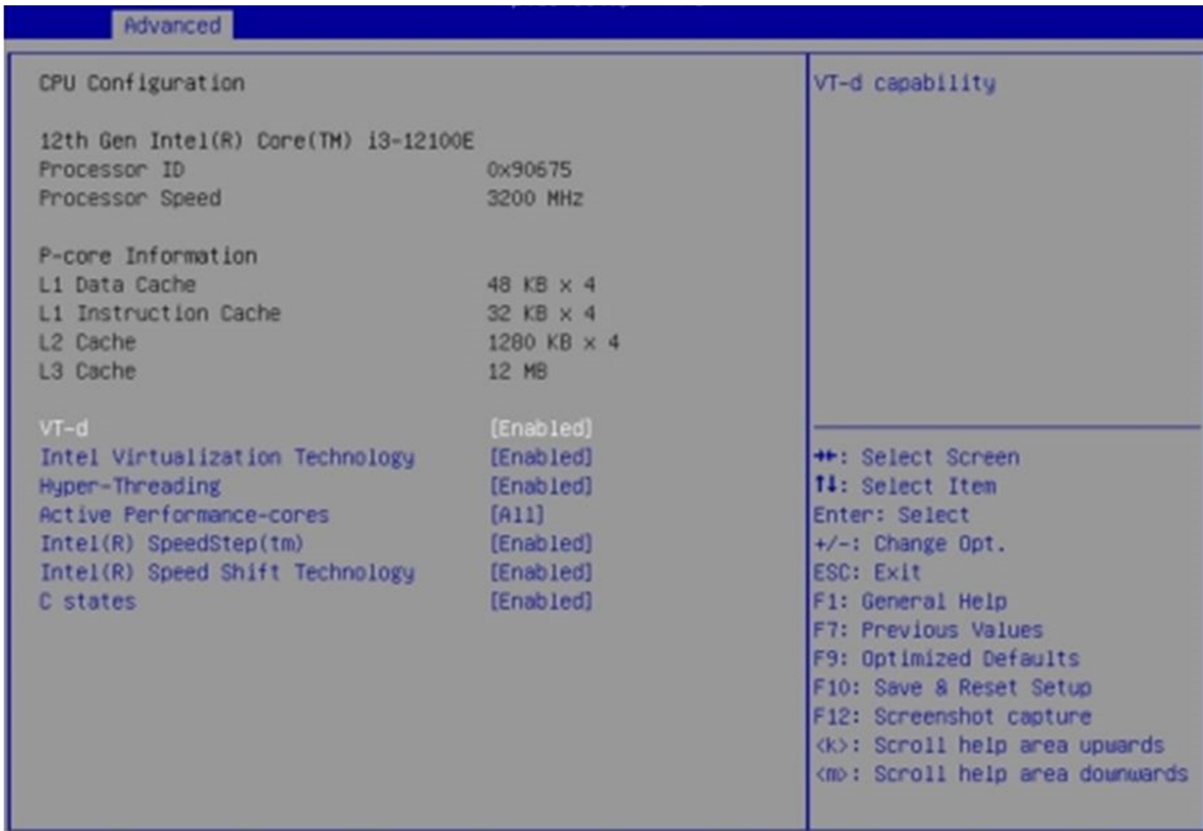 Advanced
CPU Configuration
12th Gen Intel(R) Core(TM) i3-12100E
Processor ID 0x90675
Processor Speed 3200 MHz
P-core Information
L1 Data Cache 48 KB x 4
L1 Instruction Cache 32 KB x 4
L2 Cache 1280 KB x 4
L3 Cache 12 MB
VT-d [Enabled]
Intel Virtualization Technology [Enabled]
Hyper-Threading [Enabled]
Active Performance-cores [All]
Intel(R) SpeedStep(tm) [Enabled]
Intel(R) Speed Shift Technology [Enabled]
C states [Enabled]
VT-d capability
→←: Select Screen
↑↓: Select Item
Enter: Select
+/-: Change Opt.
ESC: Exit
F1: General Help
F7: Previous Values
F9: Optimized Defaults
F10: Save & Reset Setup
F12: Screenshot capture
<k>: Scroll help area upwards
<m>: Scroll help area downwards